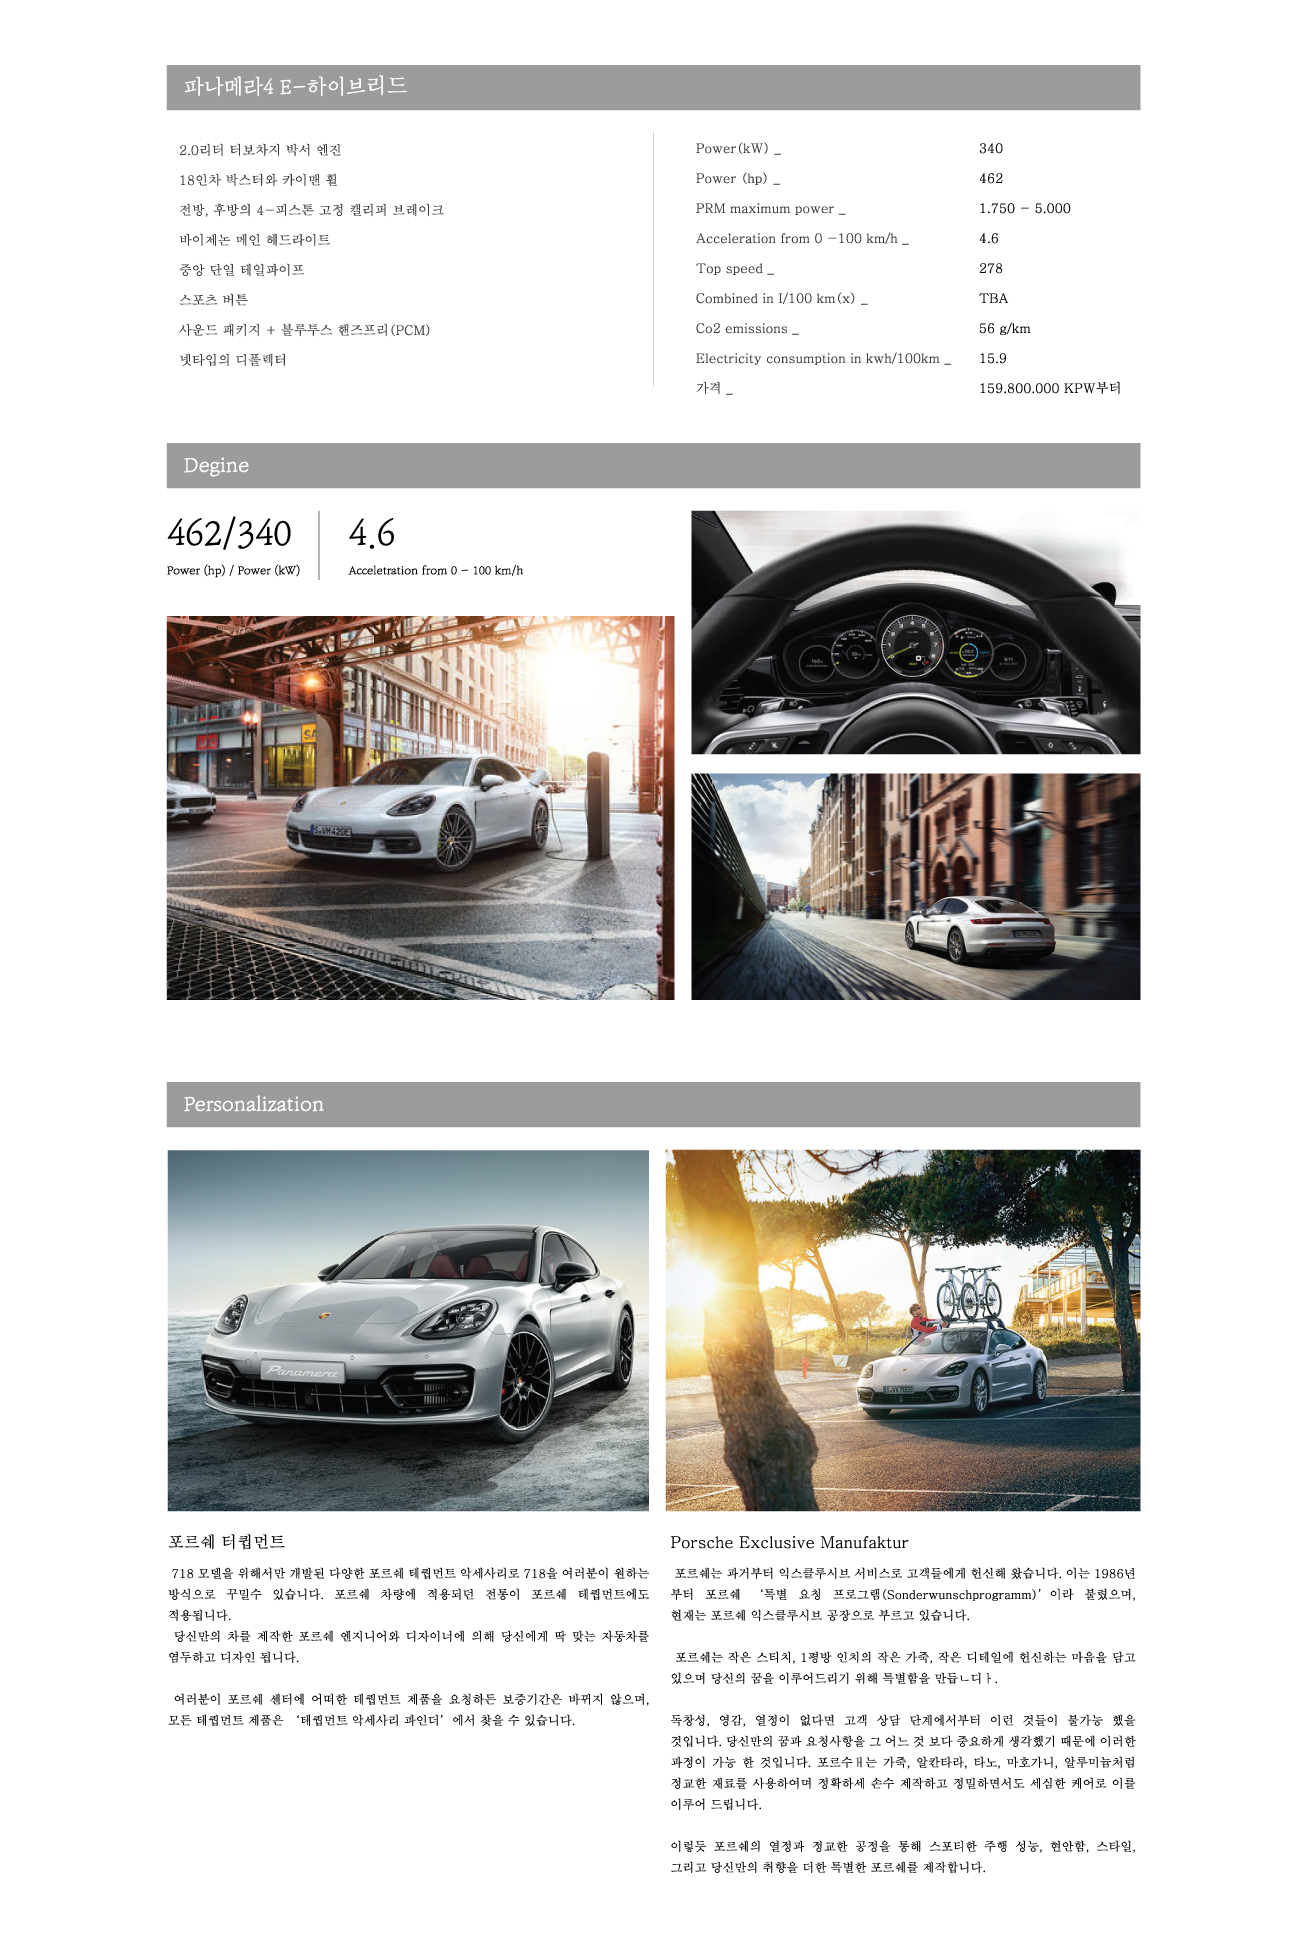 파나메라4 E-하이브리드
2.0리터 터보차지 박서 엔진
18인차 박스터와 카이맨 휠
전방, 후방의 4-피스톤 고정 캘리퍼 브레이크
바이제논 메인 헤드라이트
중앙 단일 테일파이프
스포츠 버튼
사운드 패키지 + 블루투스 핸즈프리(PCM)
넷타입의 디플렉터
Power(kW) _ 340
Power (hp) _ 462
PRM maximum power _ 1.750 - 5.000
Acceleration from 0 -100 km/h _ 4.6
Top speed _ 278
Combined in I/100 km(x) _ TBA
Co2 emissions _ 56 g/km
Electricity consumption in kwh/100km _ 15.9
가격 _ 159.800.000 KPW부터
Degine
462/340
Power (hp) / Power (kW)
4.6
Acceletration from 0 - 100 km/h
S·VM 420E
Personalization
Panamera
포르쉐 터큅먼트
718 모델을 위해서만 개발된 다양한 포르쉐 테큅먼트 악세사리로 718을 여러분이 원하는
방식으로 꾸밀수 있습니다. 포르쉐 차량에 적용되던 전통이 포르쉐 테큅먼트에도
적용됩니다.
당신만의 차를 제작한 포르쉐 엔지니어와 디자이너에 의해 당신에게 딱 맞는 자동차를
염두하고 디자인 됩니다.
여러분이 포르쉐 센터에 어떠한 테큅먼트 제품을 요청하든 보증기간은 바뀌지 않으며,
모든 테큅먼트 제품은 ‘테큅먼트 악세사리 파인더’에서 찾을 수 있습니다.
Porsche Exclusive Manufaktur
포르쉐는 과거부터 익스클루시브 서비스로 고객들에게 헌신해 왔습니다. 이는 1986년
부터 포르쉐 ‘특별 요청 프로그램(Sonderwunschprogramm)’이라 불렸으며,
현재는 포르쉐 익스클루시브 공장으로 부르고 있습니다.
포르쉐는 작은 스티치, 1평방 인치의 작은 가죽, 작은 디테일에 헌신하는 마음을 담고
있으며 당신의 꿈을 이루어드리기 위해 특별함을 만듭ㄴ디ㅏ.
독창성, 영감, 열정이 없다면 고객 상담 단계에서부터 이런 것들이 불가능 했을
것입니다. 당신만의 꿈과 요청사항을 그 어느 것 보다 중요하게 생각했기 때문에 이러한
과정이 가능 한 것입니다. 포르수ㅐ는 가죽, 알칸타라, 타노, 마호가니, 알루미늄처럼
정교한 재료를 사용하여며 정확하세 손수 제작하고 정밀하면서도 세심한 케어로 이를
이루어 드립니다.
이렇듯 포르쉐의 열정과 정교한 공정을 통해 스포티한 주행 성능, 현안함, 스타일,
그리고 당신만의 취향을 더한 특별한 포르쉐를 제작합니다.